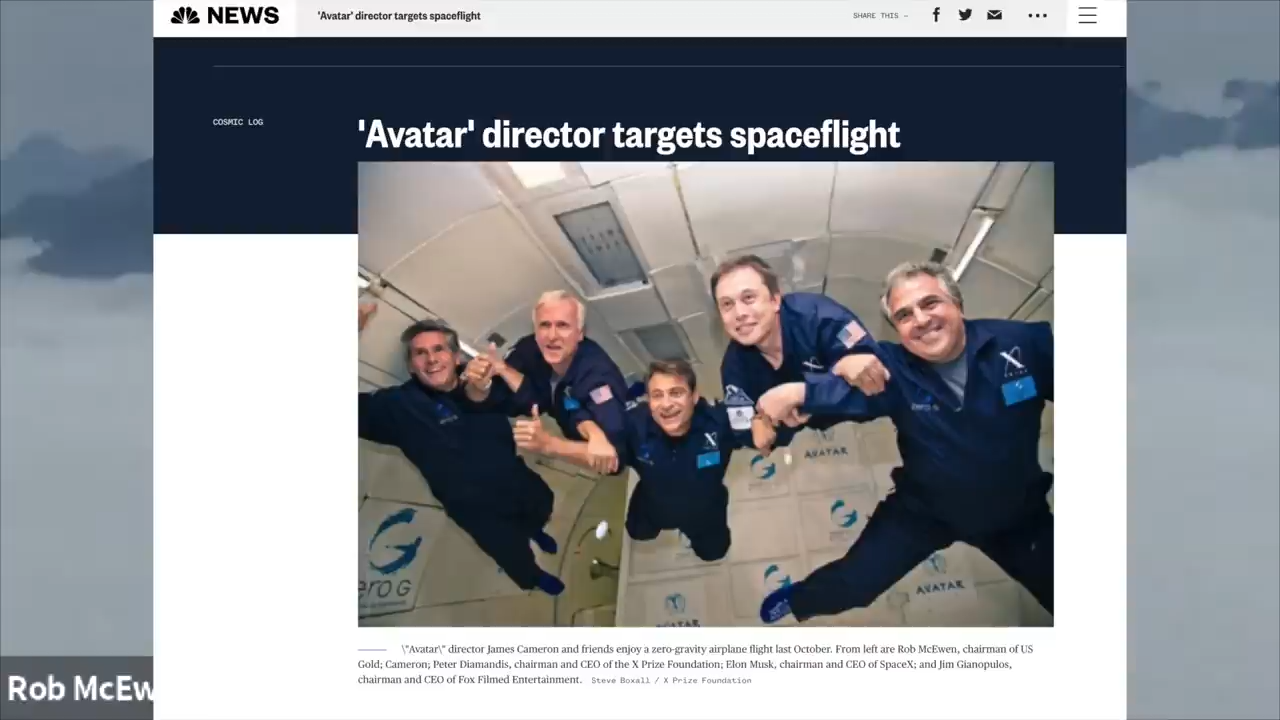 NEWS
'Avatar' director targets spaceflight
SHARE THIS —
COSMIC LOG
'Avatar' director targets spaceflight
X
X
AVATAR
ero G
AVATAR
AVATAR
\"Avatar\" director James Cameron and friends enjoy a zero-gravity airplane flight last October. From left are Rob McEwen, chairman of US
Gold; Cameron; Peter Diamandis, chairman and CEO of the X Prize Foundation; Elon Musk, chairman and CEO of SpaceX; and Jim Gianopulos,
chairman and CEO of Fox Filmed Entertainment. Steve Boxall / X Prize Foundation
Rob McEw